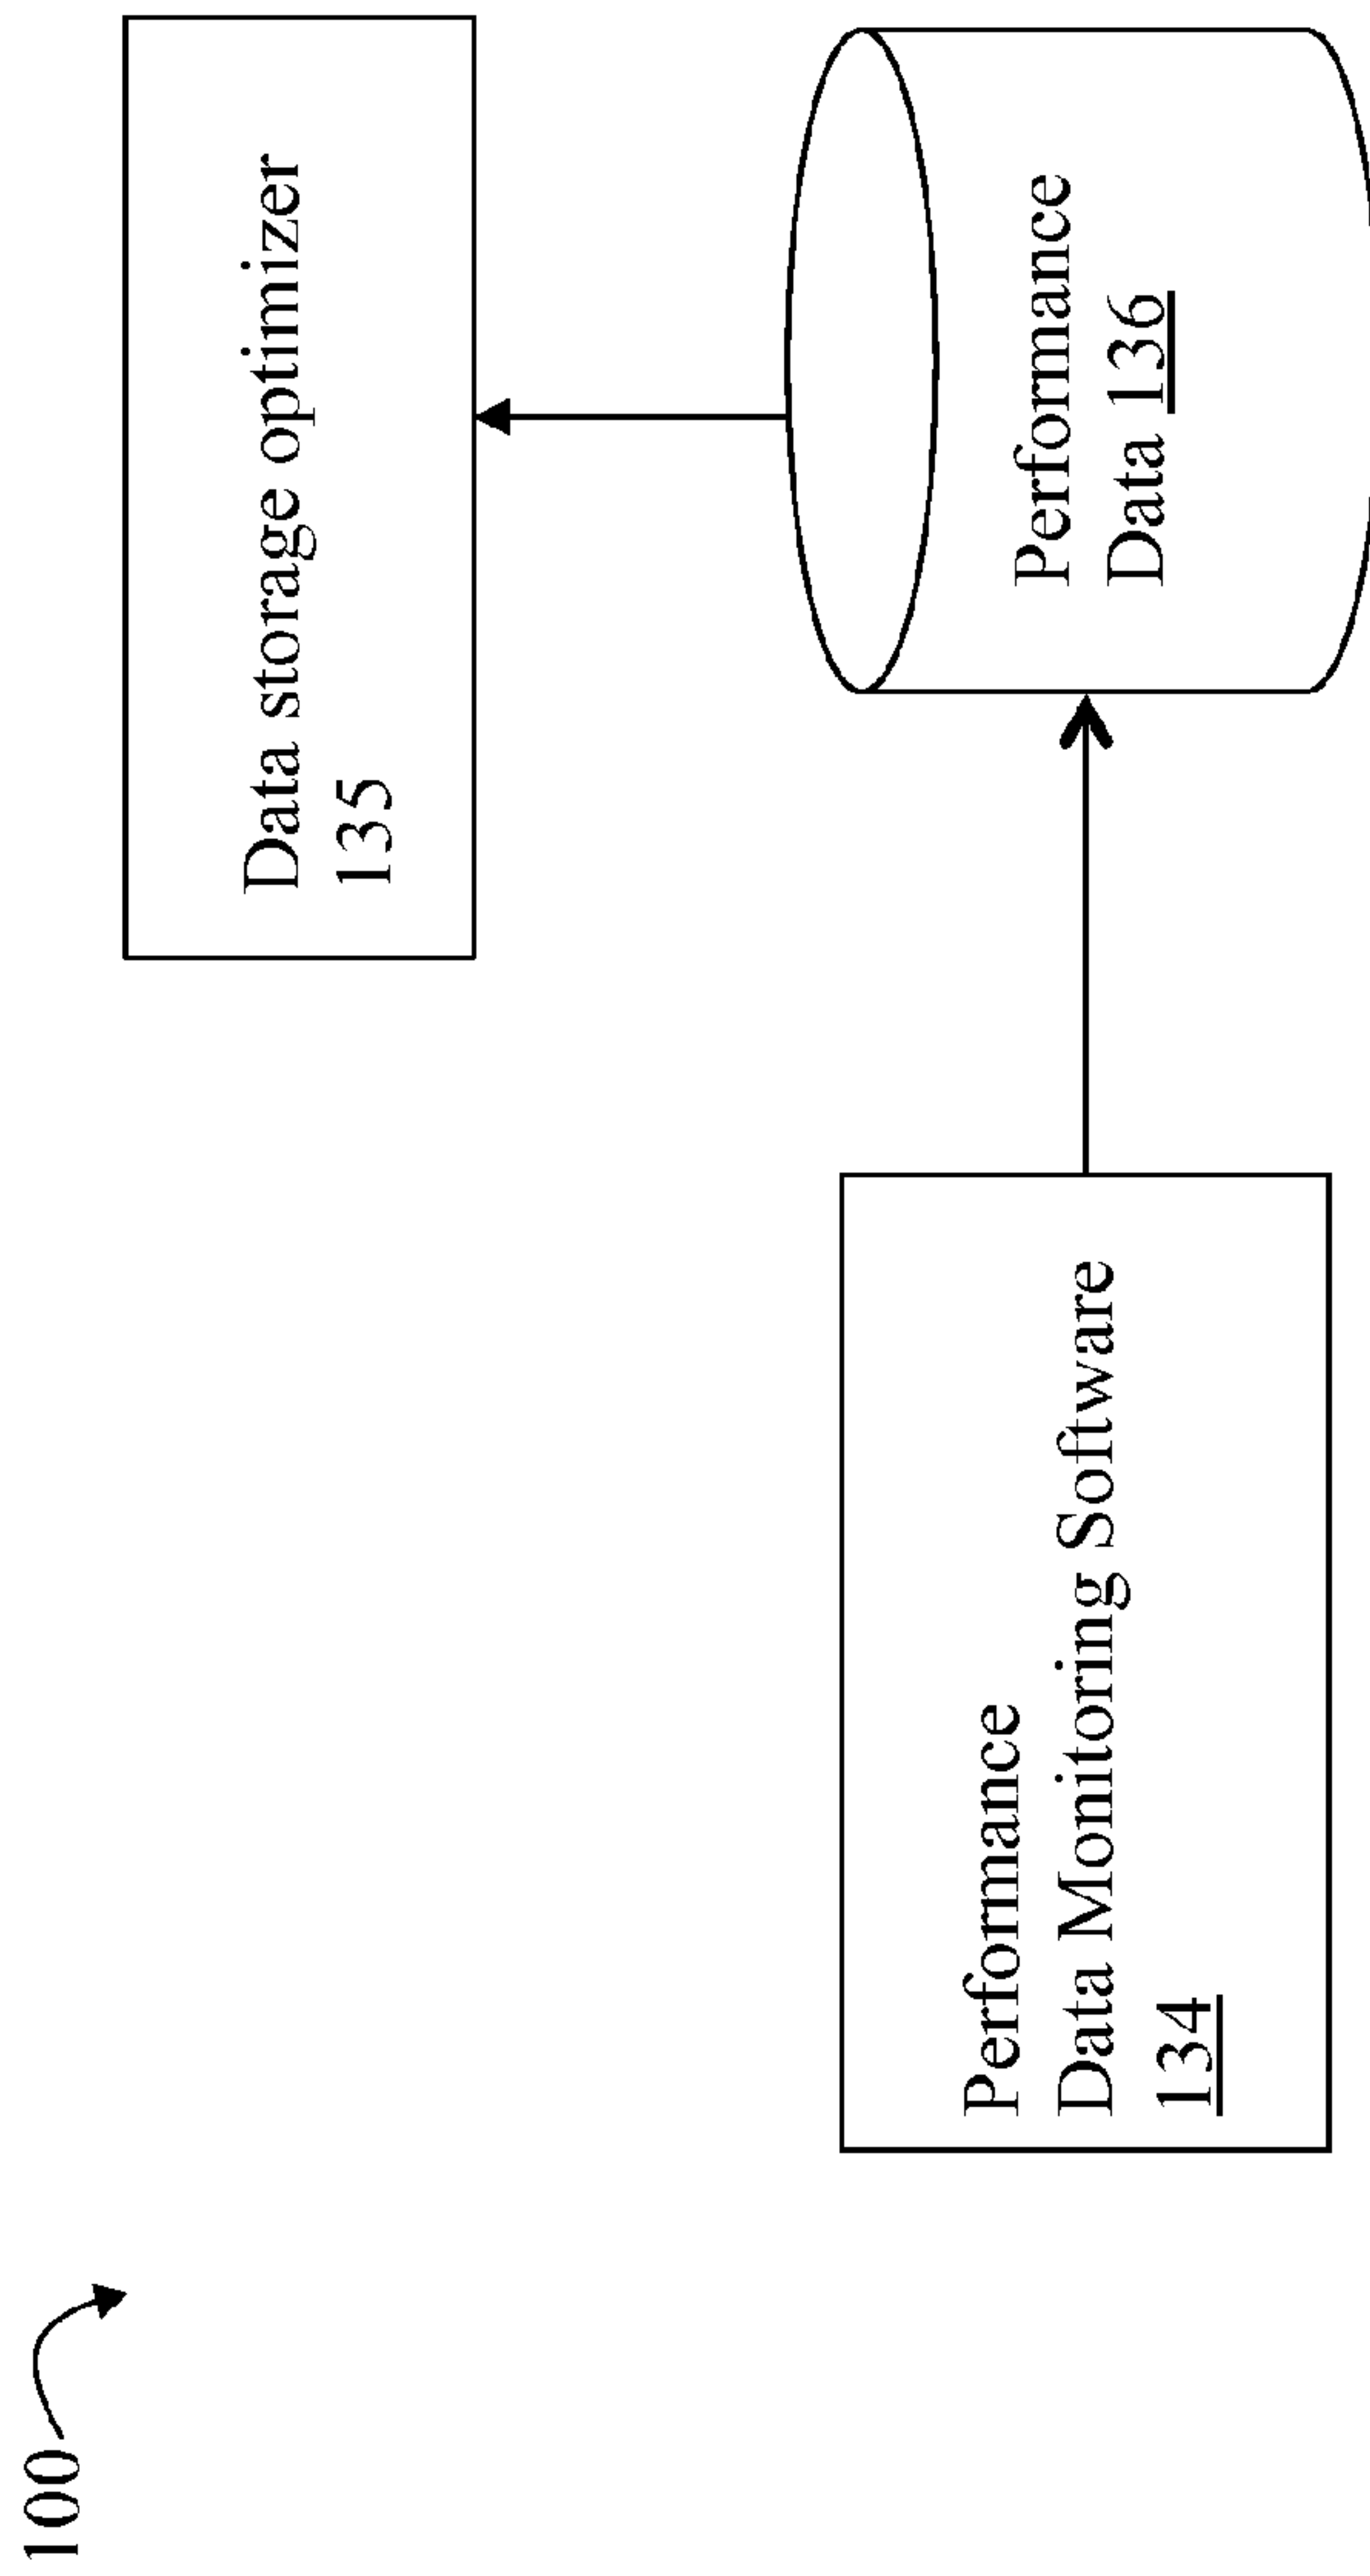 100
Data storage optimizer
135
Performance
Data Monitoring Software
134
Performance
Data 136